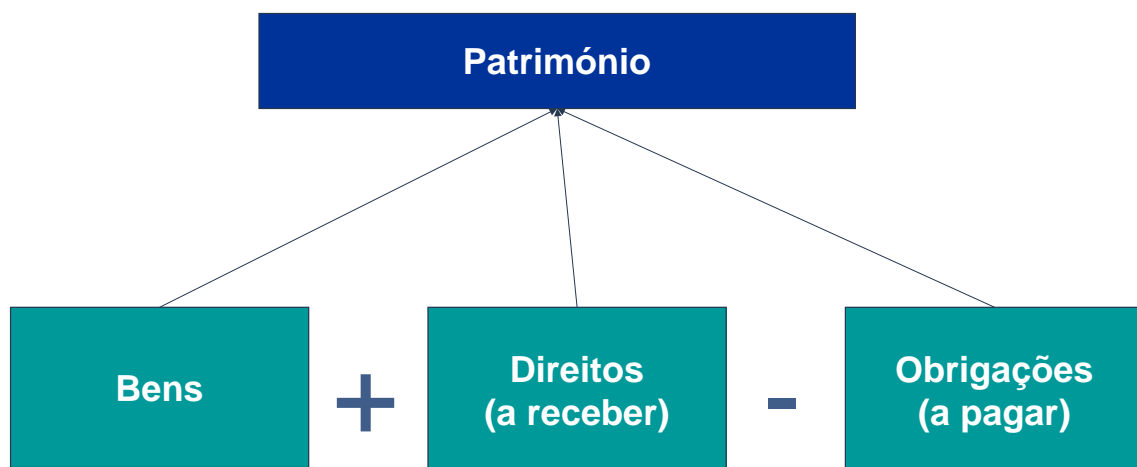 Património
Bens
+
Direitos
(a receber)
-
Obrigações
(a pagar)